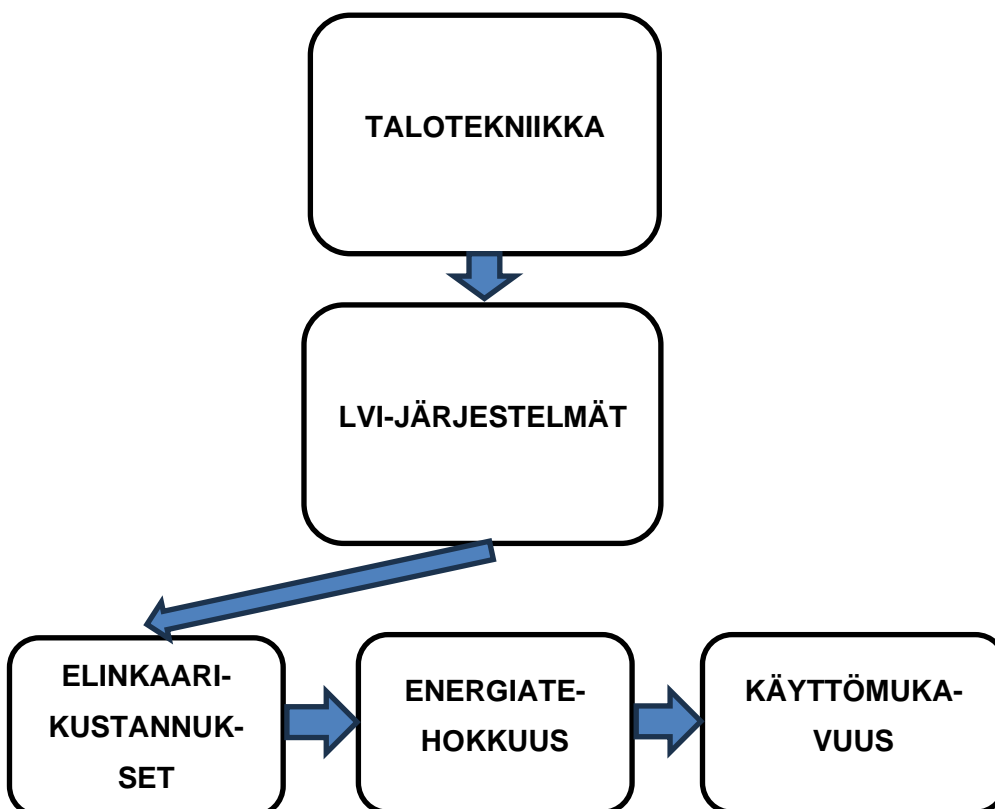 TALOTEKNIIKKA
LVI-JÄRJESTELMÄT
ELINKAARI-
KUSTANNUK-
SET
ENERGIATE-
HOKKUUS
KÄYTTÖMUKA-
VUUS